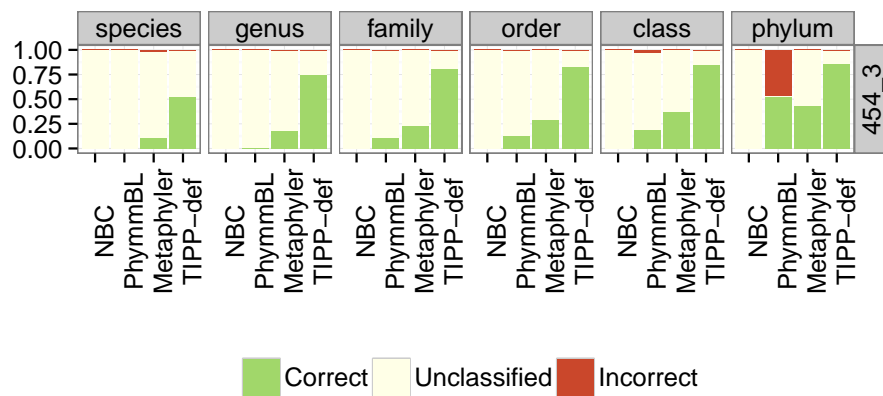 species genus family order class phylum
1.00
0.75
0.50
0.25
0.00
454_3
NBC PhymmBL Metaphyler TIPP−def NBC PhymmBL Metaphyler TIPP−def NBC PhymmBL Metaphyler TIPP−def NBC PhymmBL Metaphyler TIPP−def NBC PhymmBL Metaphyler TIPP−def NBC PhymmBL Metaphyler TIPP−def
Correct Unclassified Incorrect